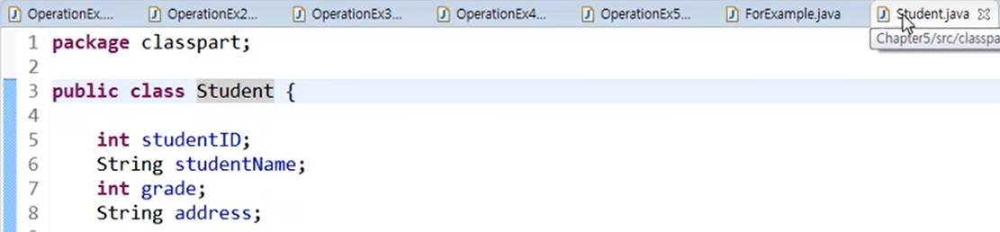 OperationEx.... OperationEx2... OperationEx3... OperationEx4... OperationEx5... ForExample.java Student.java
Chapter5/src/classpa
1 package classpart;
2
3 public class Student {
4
5 int studentID;
6 String studentName;
7 int grade;
8 String address;